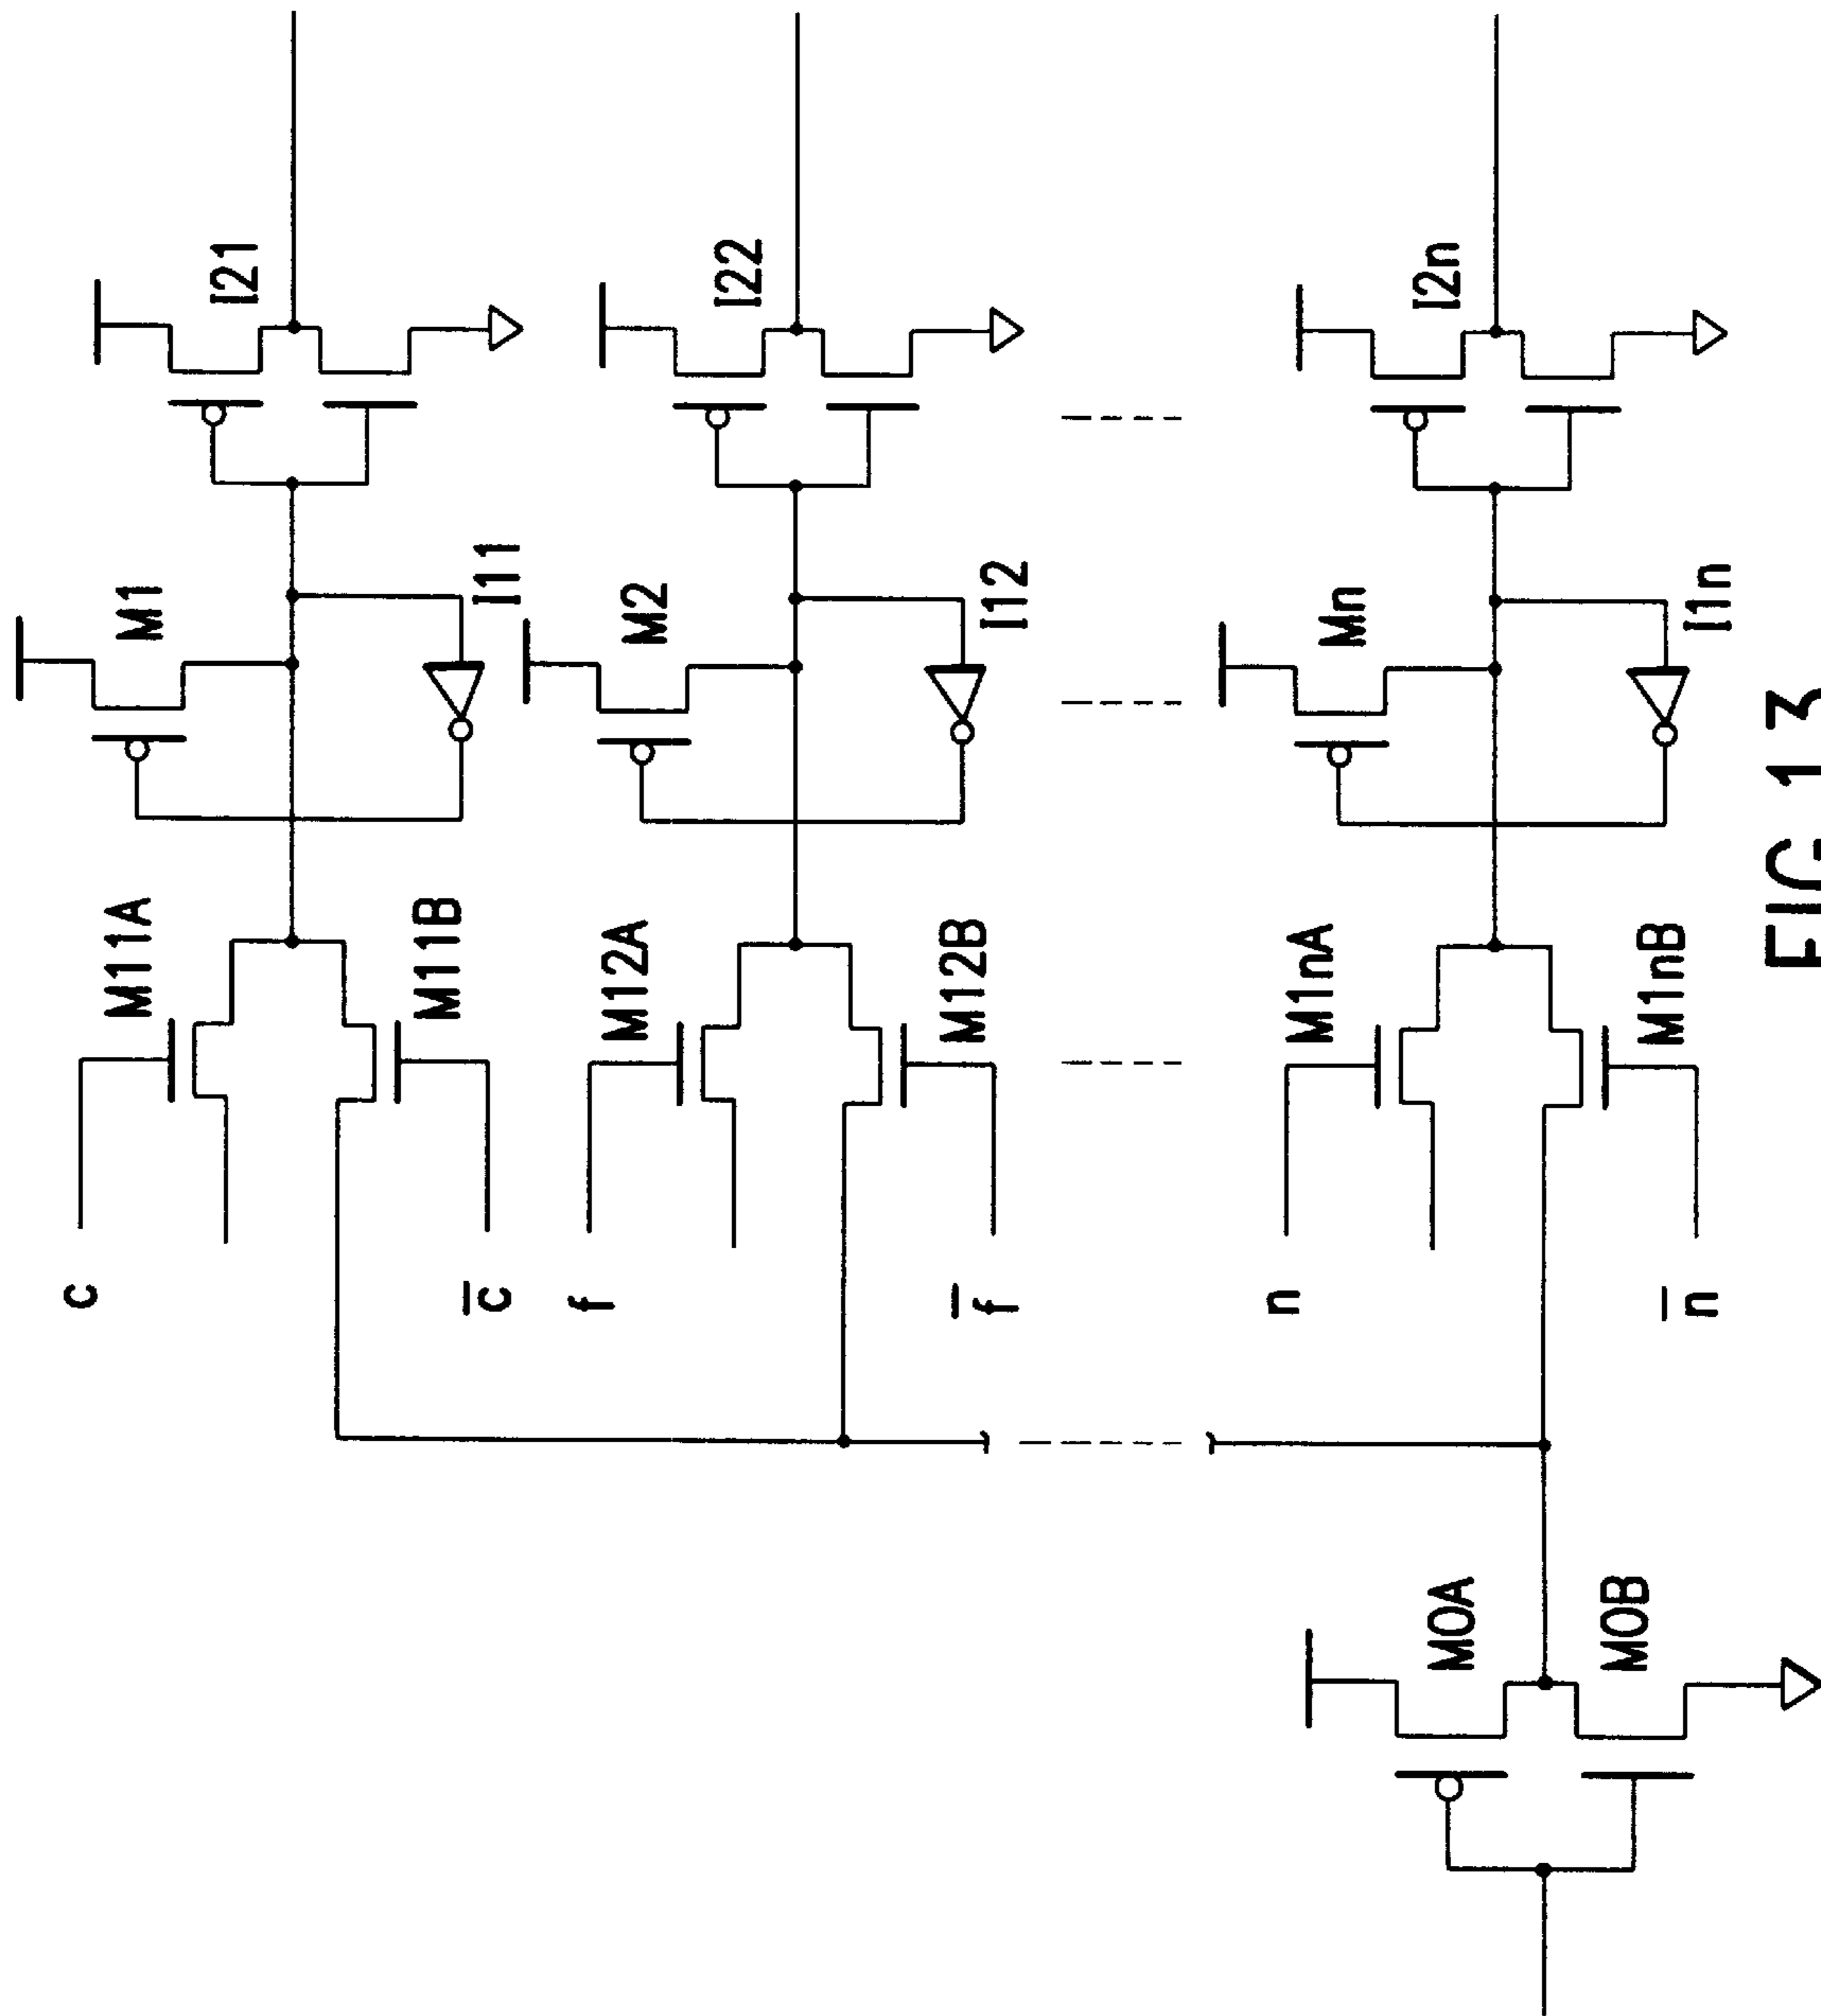 M1
I21
M11A
c
I11
M11B
c̅
M2
I22
M12A
f
I12
M12B
f̅
Mn
I2n
M1nA
n
I1n
M1nB
n̅
M0A
M0B
FIG 13